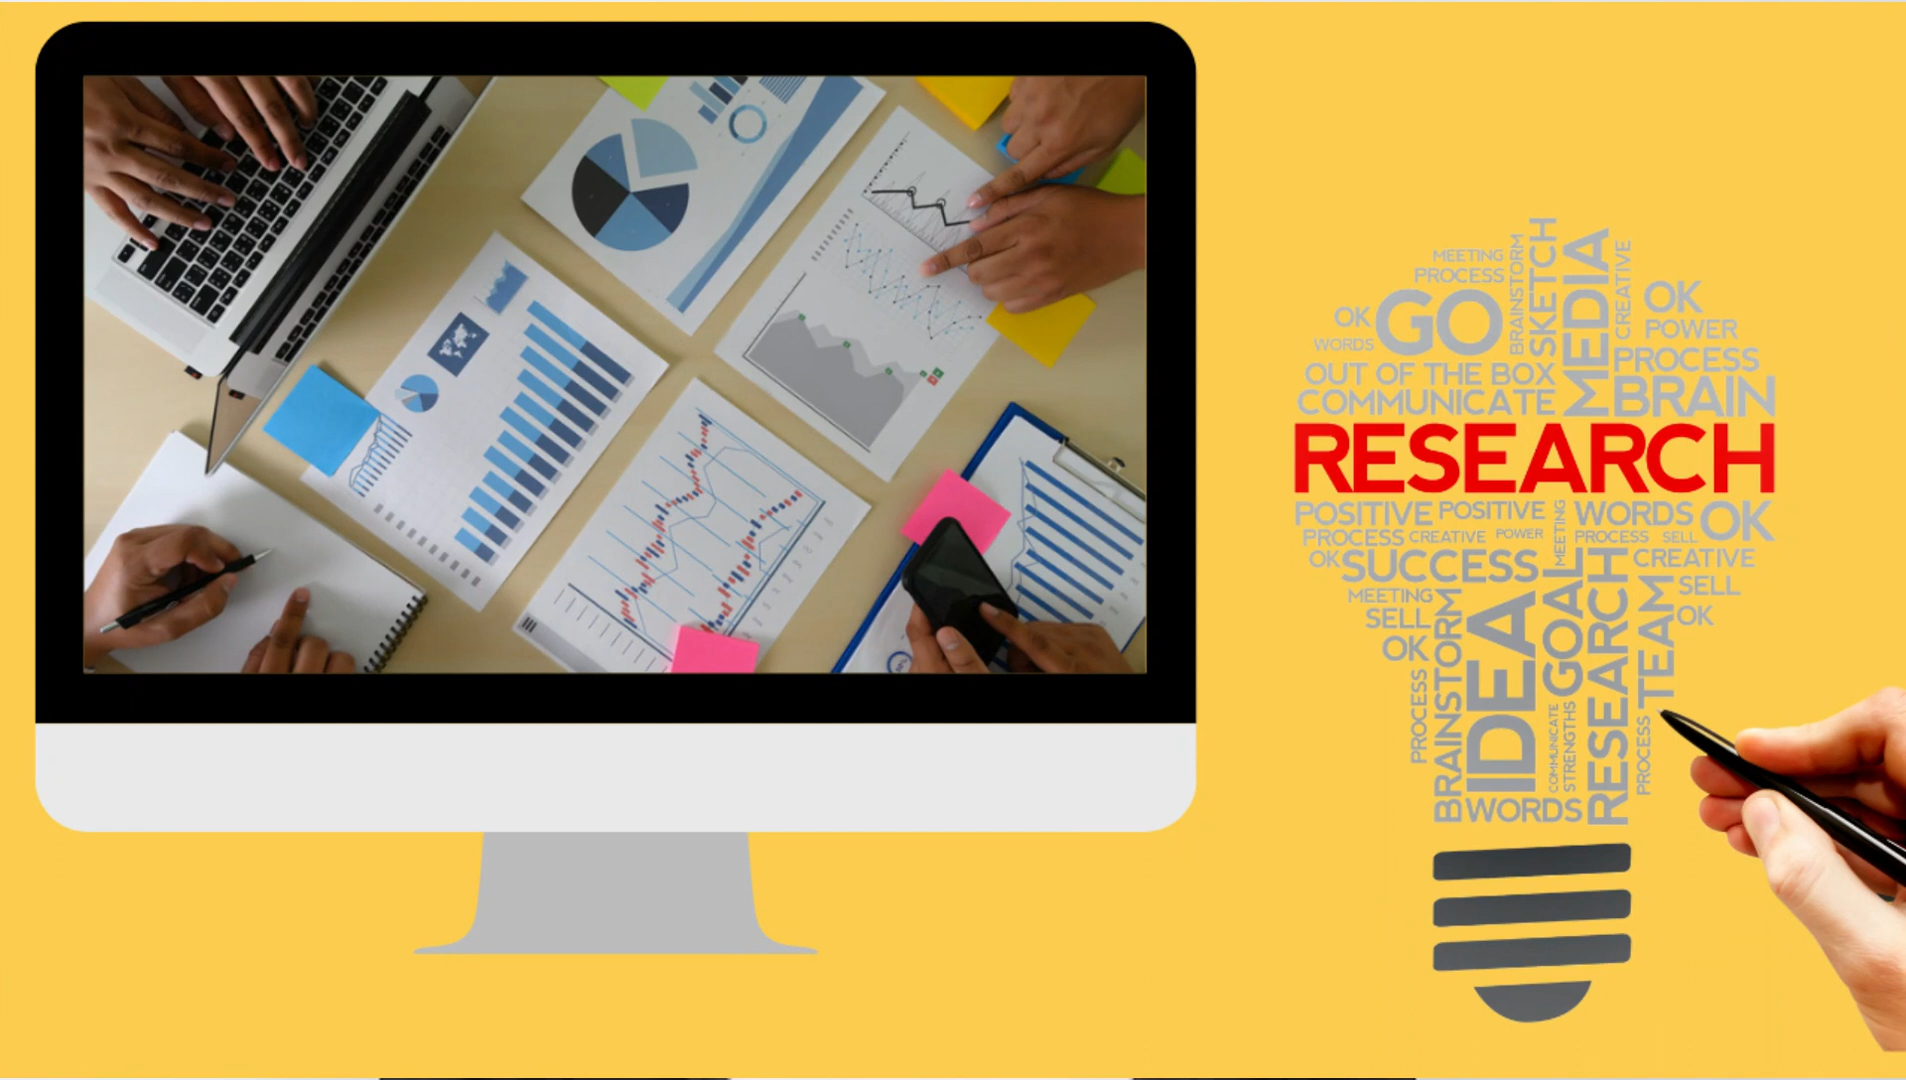 MEETING
PROCESS
BRAINSTORM
SKETCH
MEDIA
CREATIVE
OK
GO
OK
WORDS
POWER
OUT OF THE BOX
PROCESS
COMMUNICATE
BRAIN
RESEARCH
POSITIVE POSITIVE
MEETING
WORDS OK
PROCESS CREATIVE POWER
PROCESS SELL
OK SUCCESS
CREATIVE
MEETING
SELL
SELL
OK
OK
PROCESS
BRAINSTORM
IDEA
GOAL
COMMUNICATE
STRENGTHS
RESEARCH
TEAM
PROCESS
WORDS